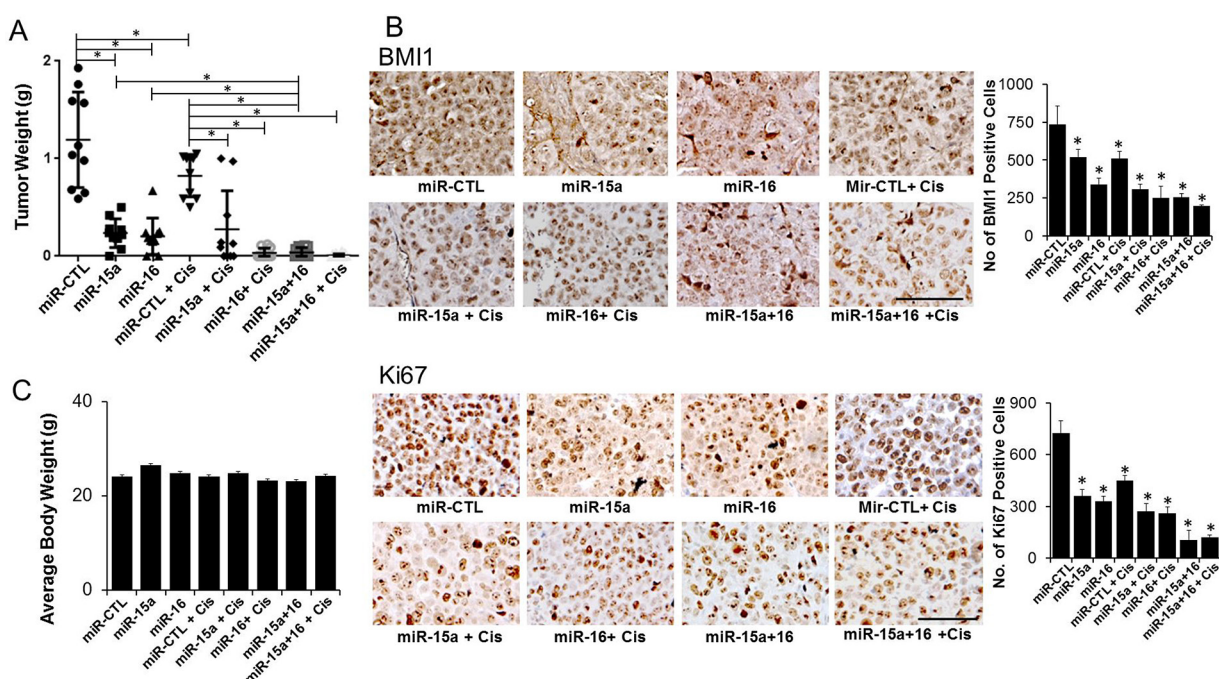 A
Tumor Weight (g)
2
1
0
* * * * * * * * *
miR-CTL
miR-15a
miR-16
miR-CTL + Cis
miR-15a + Cis
miR-16+ Cis
miR-15a+16
miR-15a+16 + Cis
B
BMI1
miR-CTL
miR-15a
miR-16
Mir-CTL+ Cis
miR-15a + Cis
miR-16+ Cis
miR-15a+16
miR-15a+16 +Cis
No of BMI1 Positive Cells
1000
750
500
250
0
* * * * * * *
miR-CTL
miR-15a
miR-16
miR-CTL + Cis
miR-15a + Cis
miR-16+ Cis
miR-15a+16
miR-15a+16 + Cis
C
Average Body Weight (g)
40
20
0
miR-CTL
miR-15a
miR-16
miR-CTL + Cis
miR-15a + Cis
miR-16+ Cis
miR-15a+16
miR-15a+16 + Cis
Ki67
miR-CTL
miR-15a
miR-16
Mir-CTL+ Cis
miR-15a + Cis
miR-16+ Cis
miR-15a+16
miR-15a+16 +Cis
No. of Ki67 Positive Cells
900
600
300
0
* * * * * * *
miR-CTL
miR-15a
miR-16
miR-CTL + Cis
miR-15a + Cis
miR-16+ Cis
miR-15a+16
miR-15a+16 + Cis